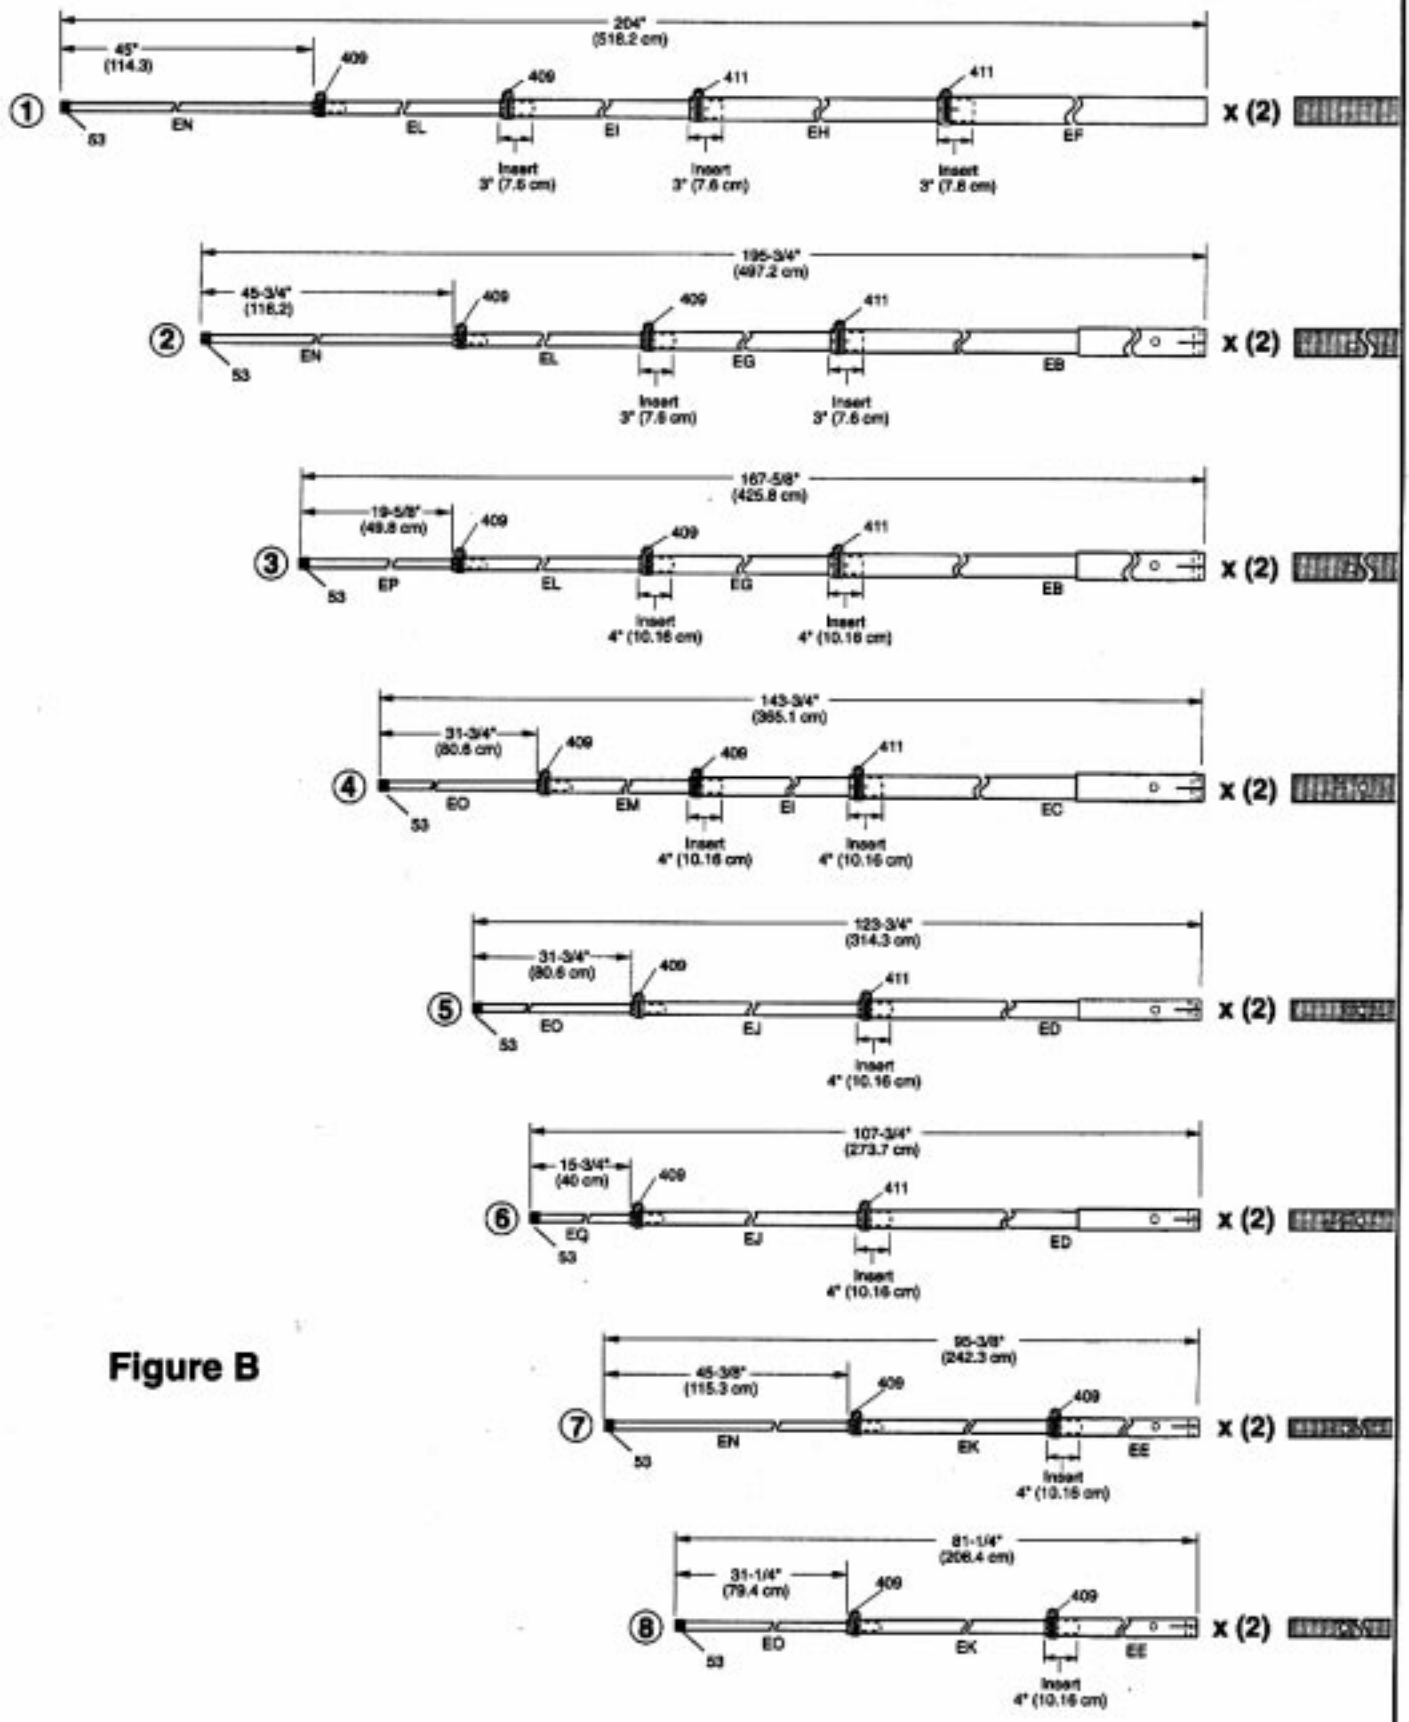 204"
(518.2 cm)
45"
(114.3)
409
409
411
411
1
x (2)
53
EN
EL
EI
EH
EF
Insert
3" (7.6 cm)
Insert
3" (7.6 cm)
Insert
3" (7.6 cm)
195-3/4"
(497.2 cm)
45-3/4"
(116.2)
409
409
411
2
x (2)
53
EN
EL
EG
EB
Insert
3" (7.6 cm)
Insert
3" (7.6 cm)
167-5/8"
(425.8 cm)
19-5/8"
(49.8 cm)
409
409
411
3
x (2)
53
EP
EL
EG
EB
Insert
4" (10.16 cm)
Insert
4" (10.16 cm)
143-3/4"
(365.1 cm)
31-3/4"
(80.6 cm)
409
409
411
4
x (2)
53
EO
EM
EI
EC
Insert
4" (10.16 cm)
Insert
4" (10.16 cm)
123-3/4"
(314.3 cm)
31-3/4"
(80.6 cm)
409
411
5
x (2)
53
EO
EJ
ED
Insert
4" (10.16 cm)
107-3/4"
(273.7 cm)
15-3/4"
(40 cm)
409
411
6
x (2)
53
EQ
EJ
ED
Insert
4" (10.16 cm)
Figure B
95-3/8"
(242.3 cm)
45-3/8"
(115.3 cm)
409
409
7
x (2)
53
EN
EK
EE
Insert
4" (10.16 cm)
81-1/4"
(206.4 cm)
31-1/4"
(79.4 cm)
409
409
8
x (2)
53
EO
EK
EE
Insert
4" (10.16 cm)